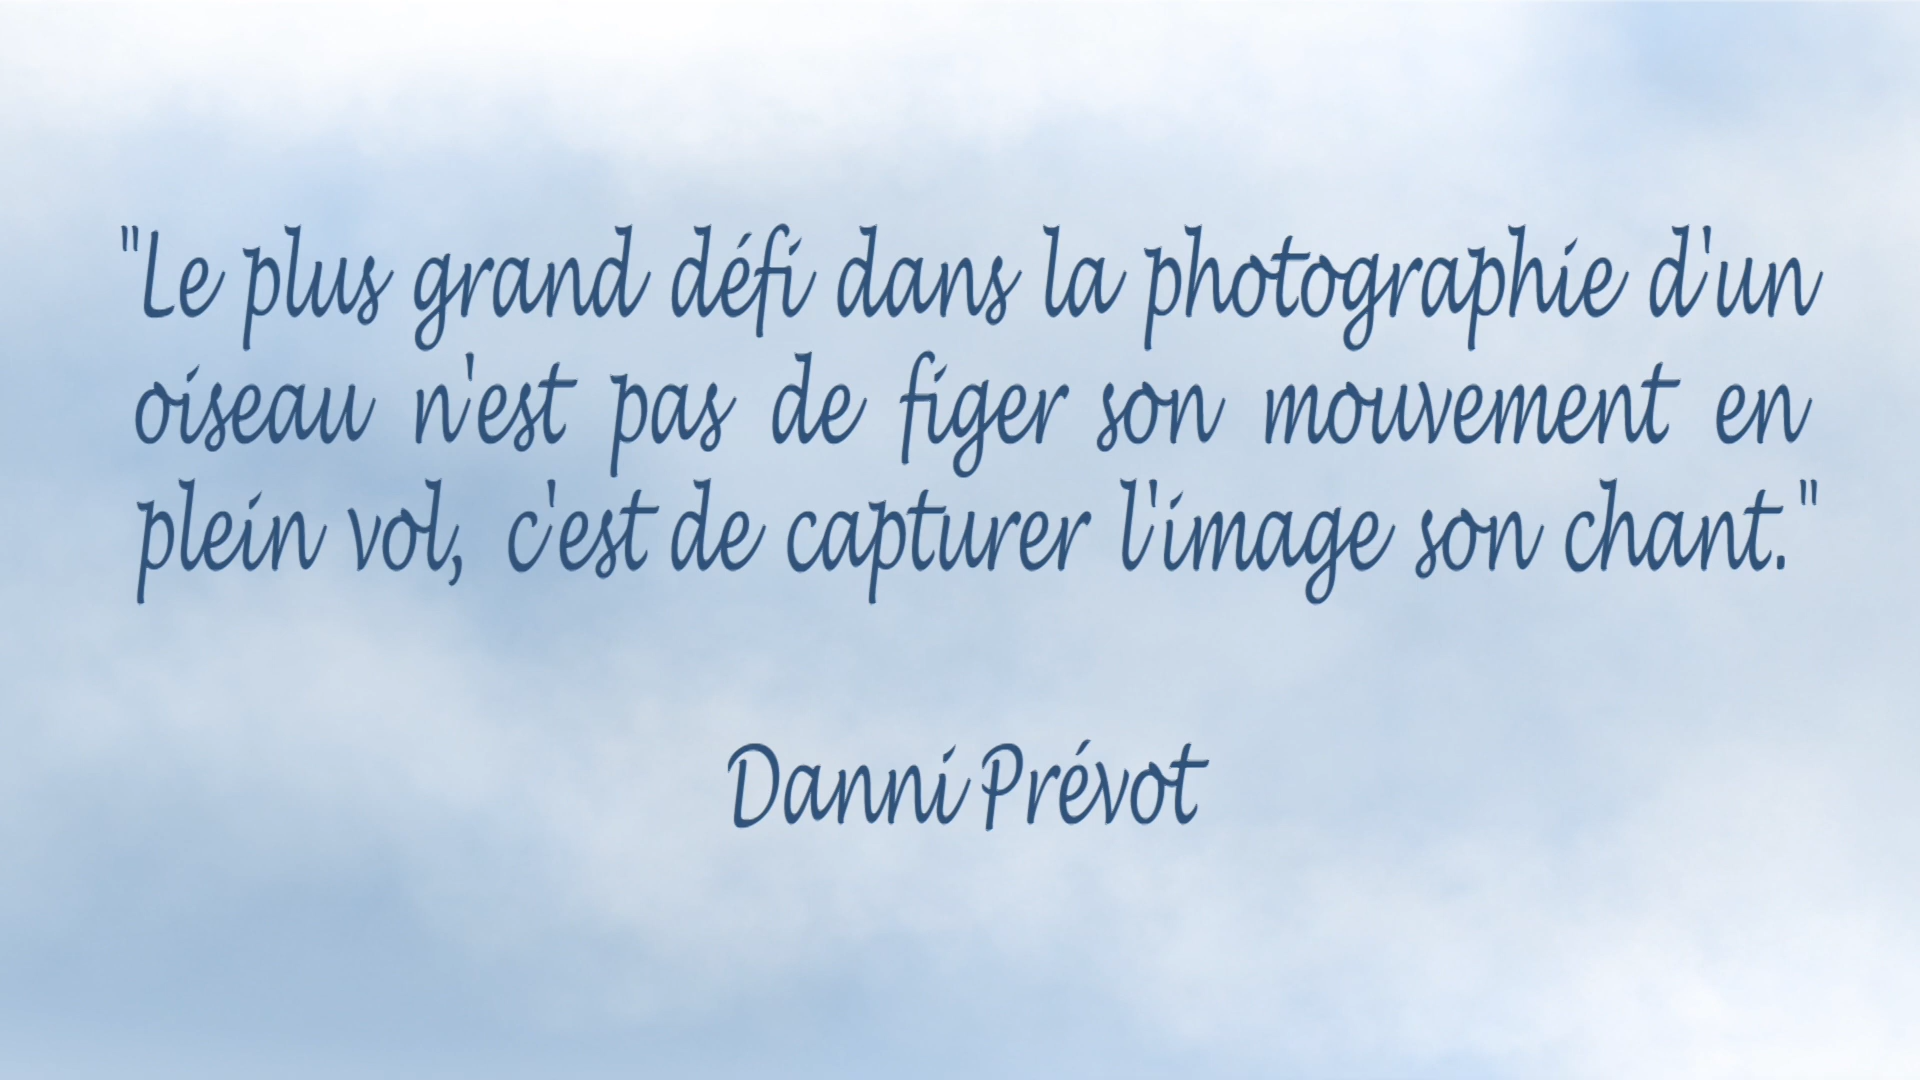 "Le plus grand défi dans la photographie d'un
oiseau n'est pas de figer son mouvement en
plein vol, c'est de capturer l'image son chant."
Danni Prévot